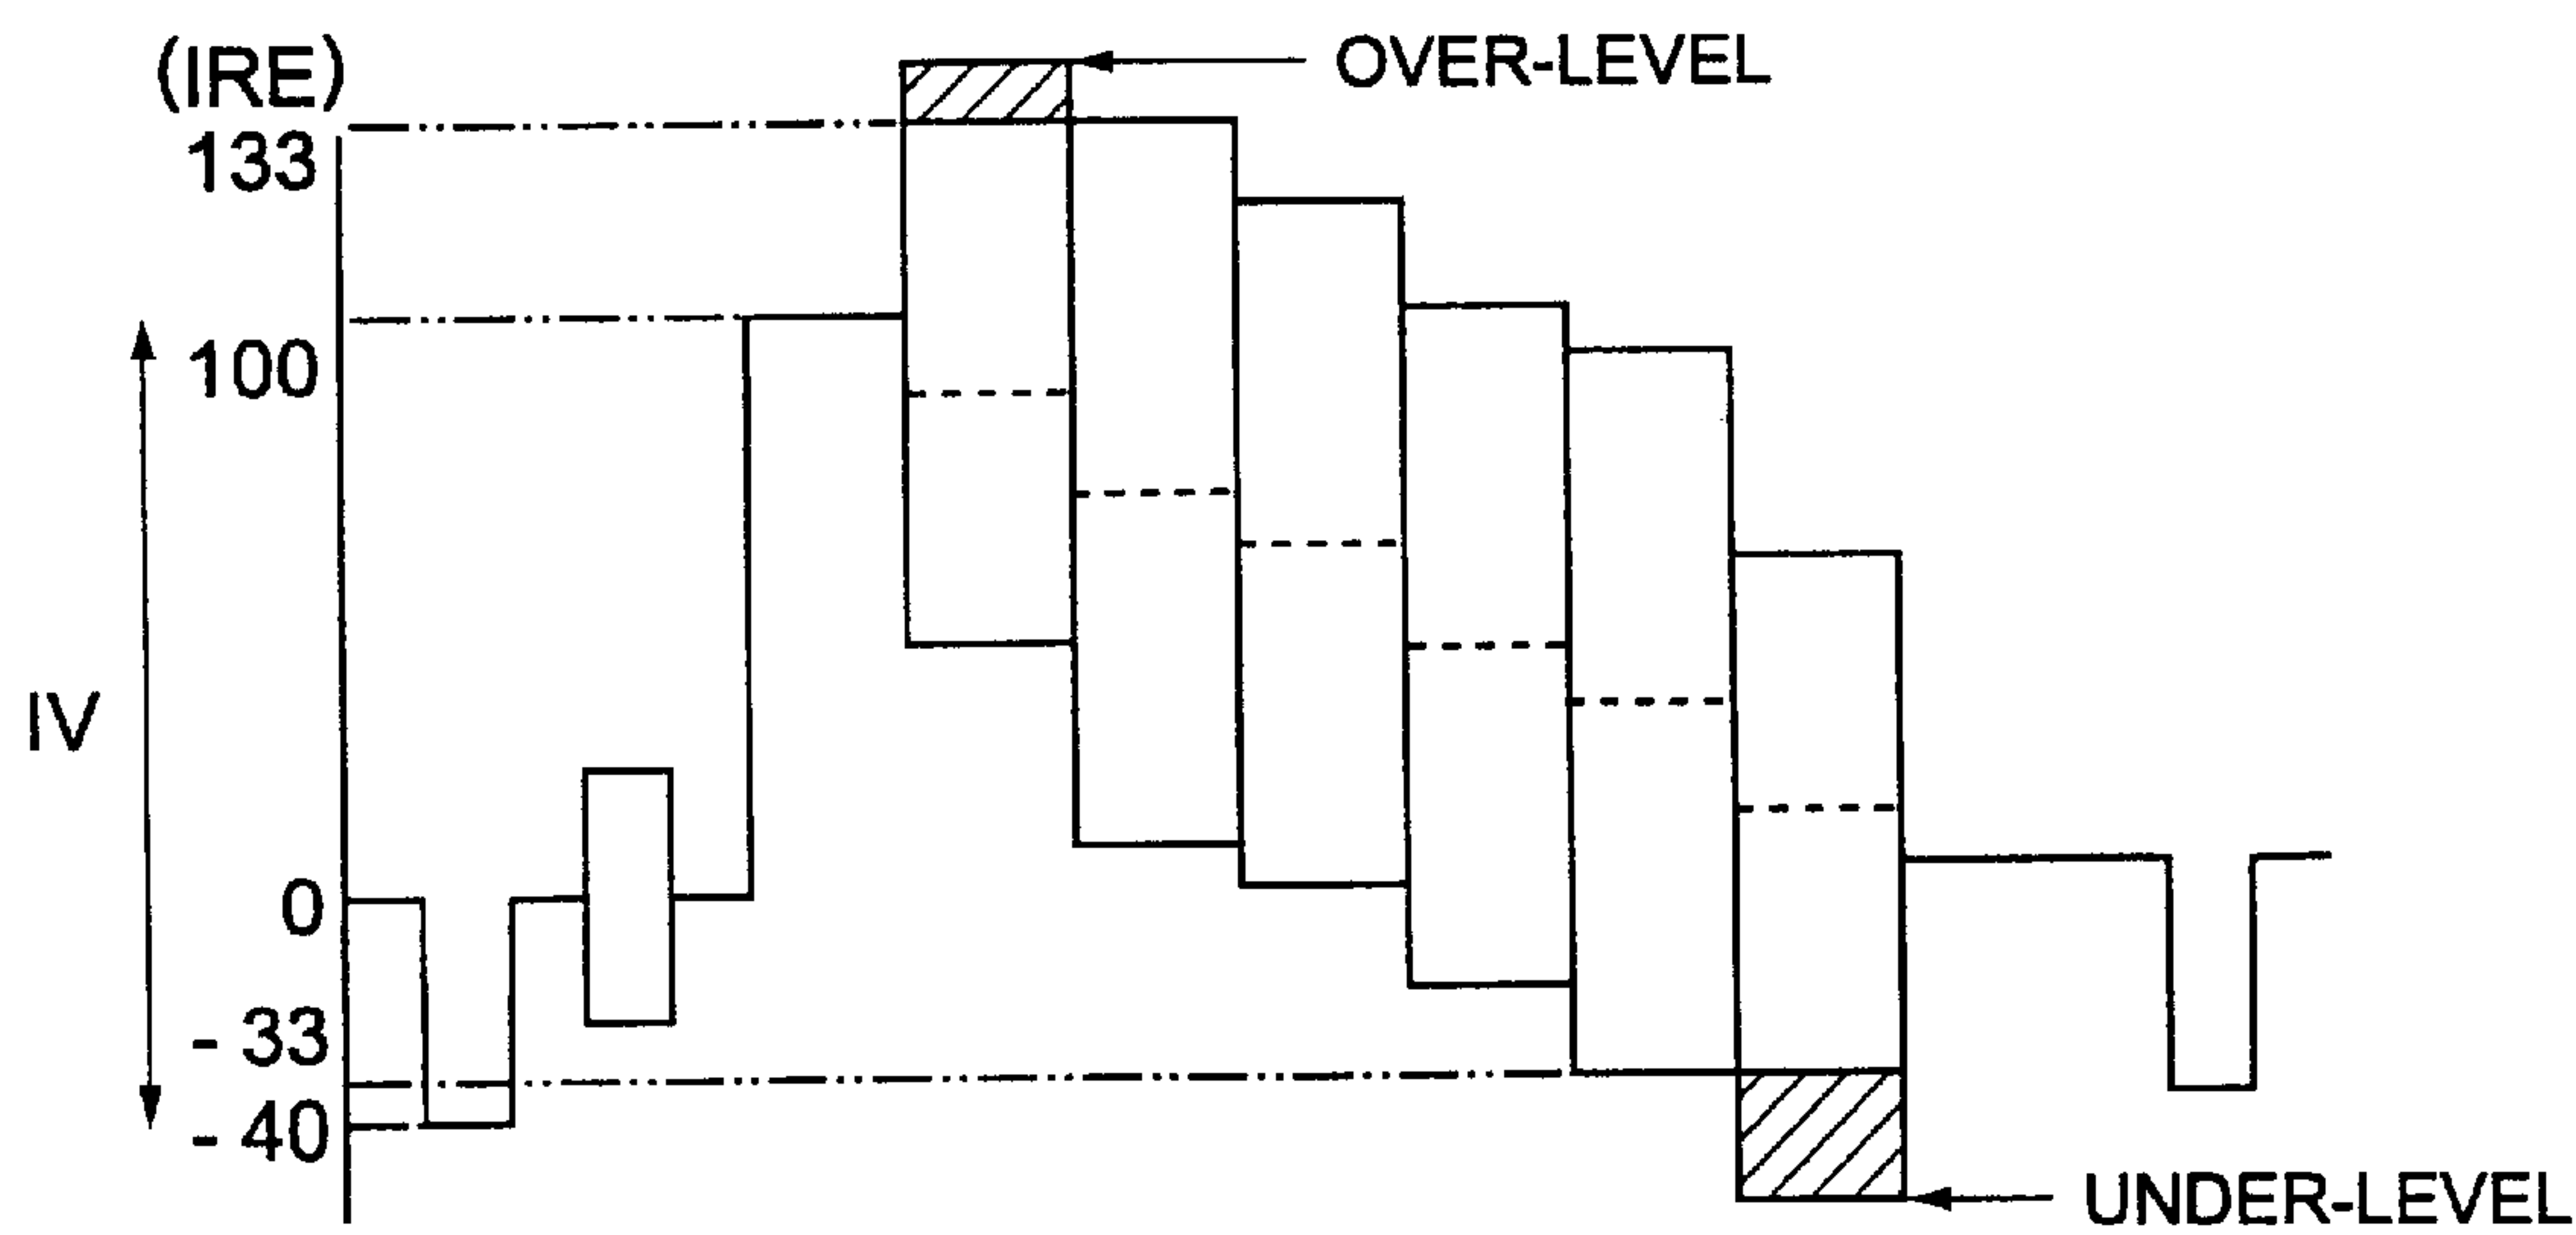 (IRE)
OVER-LEVEL
133
100
IV
0
- 33
- 40
UNDER-LEVEL